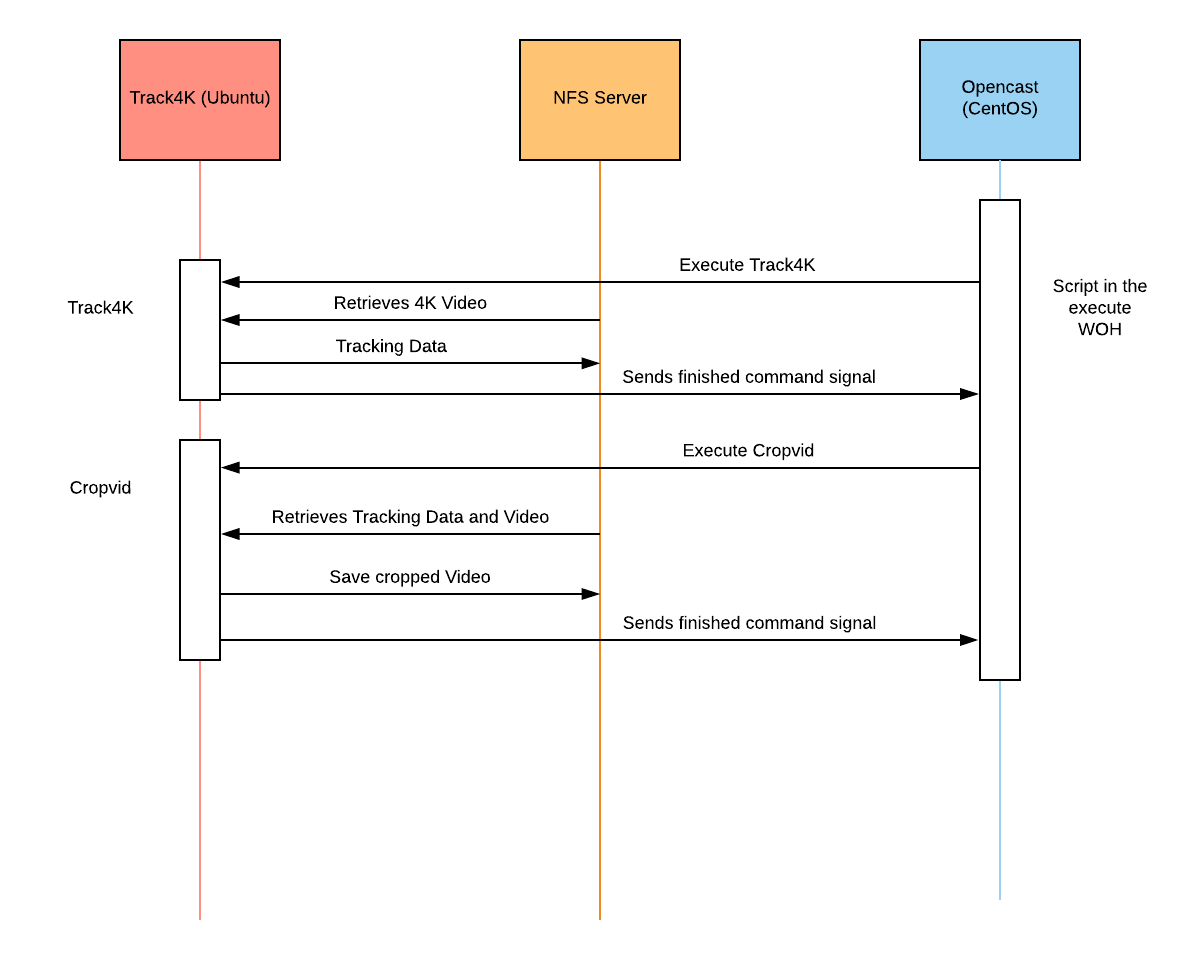 Track4K (Ubuntu)
NFS Server
Opencast
(CentOS)
Execute Track4K
Script in the
execute
WOH
Track4K
Retrieves 4K Video
Tracking Data
Sends finished command signal
Execute Cropvid
Cropvid
Retrieves Tracking Data and Video
Save cropped Video
Sends finished command signal